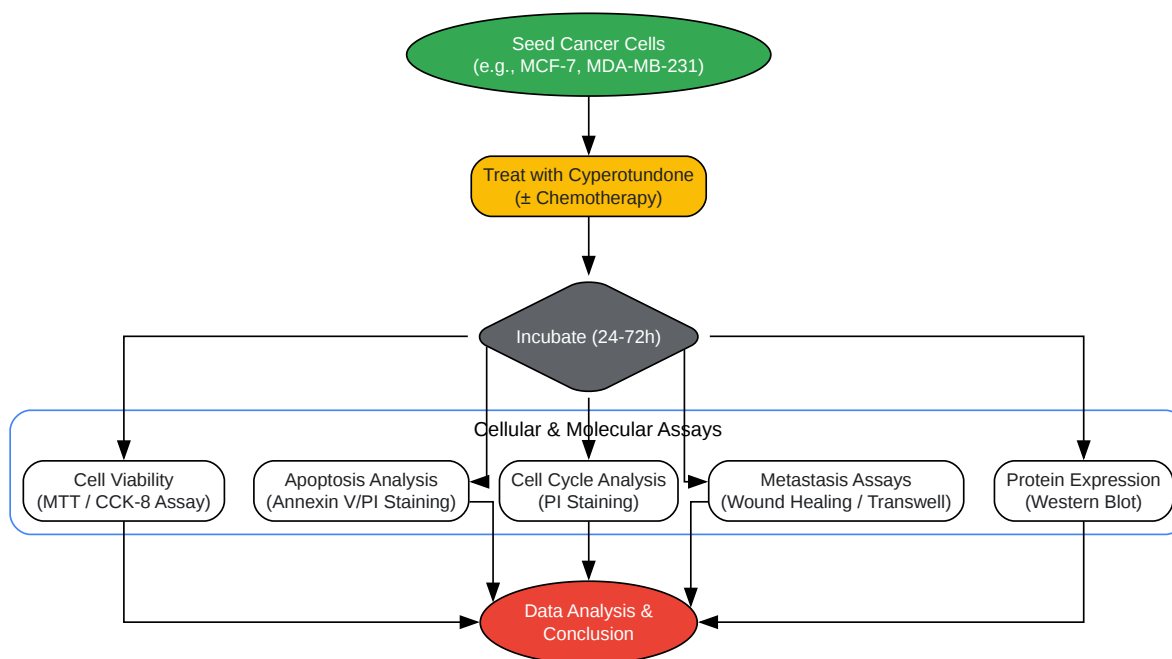 Seed Cancer Cells
(e.g., MCF-7, MDA-MB-231)
Treat with Cyperotundone
(± Chemotherapy)
Incubate (24-72h)
Cellular & Molecular Assays
Cell Viability
(MTT / CCK-8 Assay)
Apoptosis Analysis
(Annexin V/PI Staining)
Cell Cycle Analysis
(PI Staining)
Metastasis Assays
(Wound Healing / Transwell)
Protein Expression
(Western Blot)
Data Analysis &
Conclusion